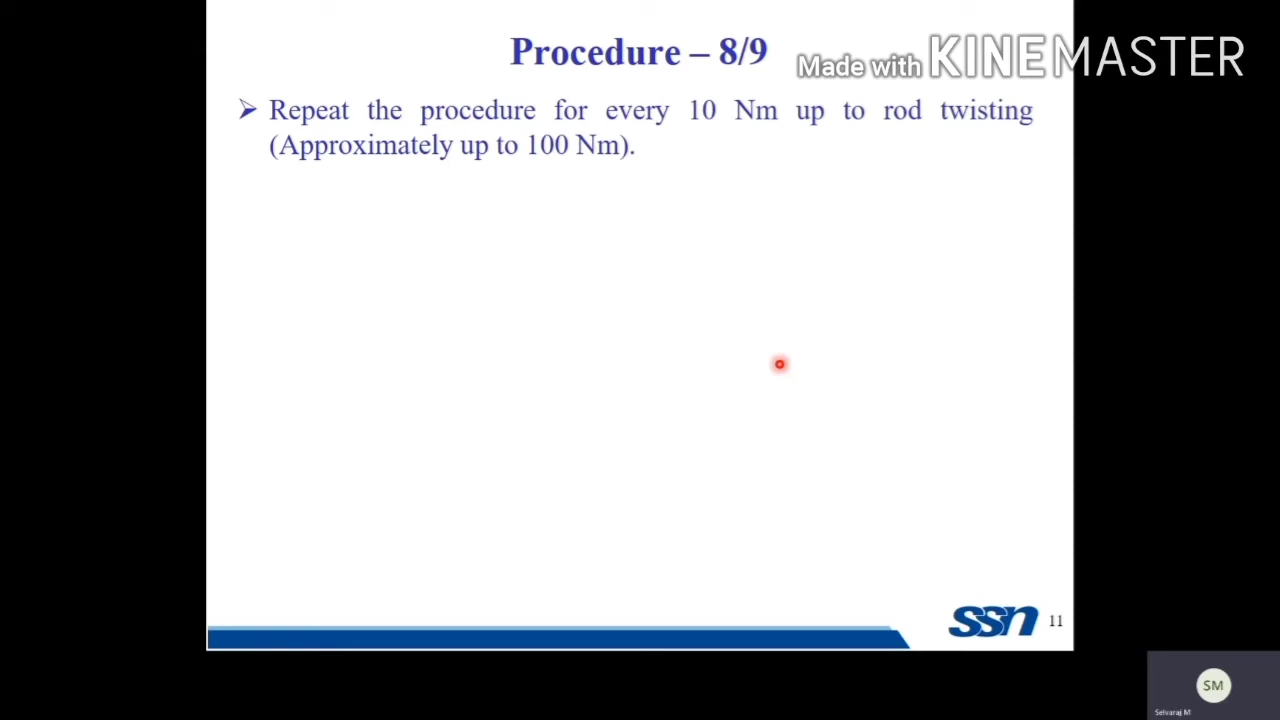 Procedure – 8/9
Made with KINEMASTER
➢ Repeat the procedure for every 10 Nm up to rod twisting
(Approximately up to 100 Nm).
ssn
11
SM
Selvaraj M